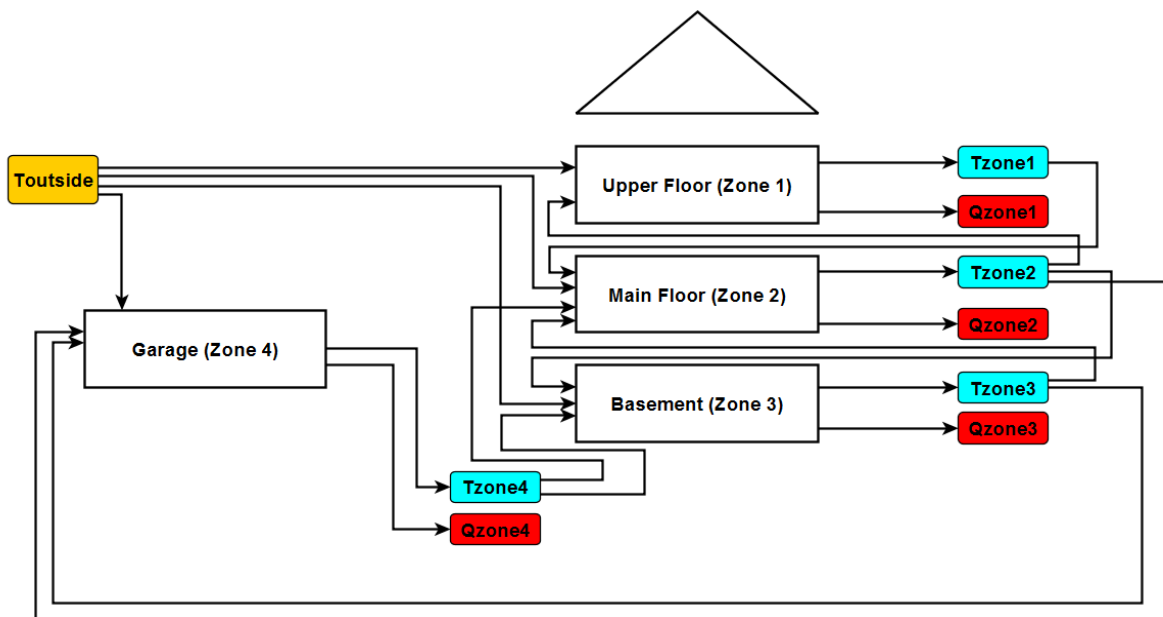 Toutside
Upper Floor (Zone 1)
Tzone1
Qzone1
Main Floor (Zone 2)
Tzone2
Qzone2
Garage (Zone 4)
Basement (Zone 3)
Tzone3
Qzone3
Tzone4
Qzone4